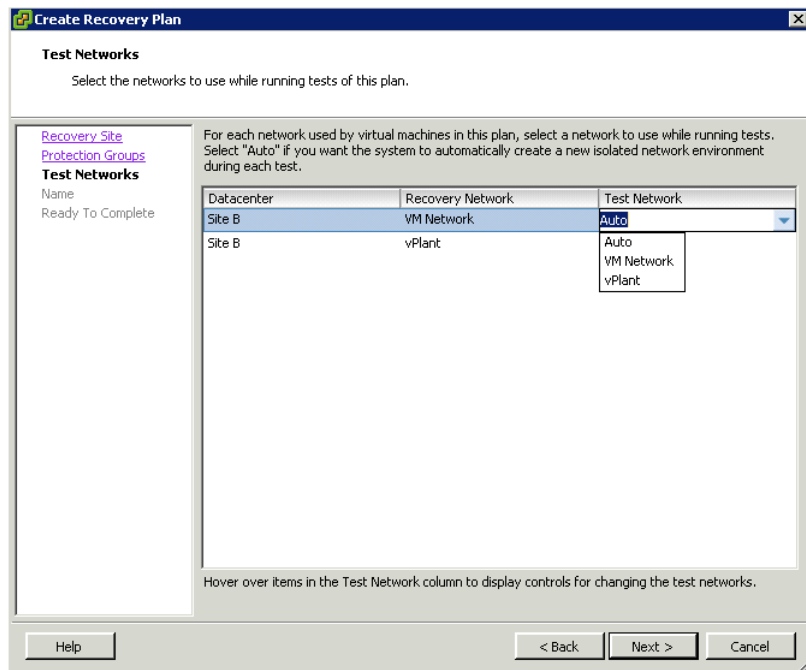 Create Recovery Plan
Test Networks
Select the networks to use while running tests of this plan.
Recovery Site
Protection Groups
Test Networks
Name
Ready To Complete
For each network used by virtual machines in this plan, select a network to use while running tests.
Select "Auto" if you want the system to automatically create a new isolated network environment
during each test.
Datacenter Recovery Network Test Network
Site B VM Network Auto
Site B vPlant
Auto
VM Network
vPlant
Hover over items in the Test Network column to display controls for changing the test networks.
Help < Back Next > Cancel